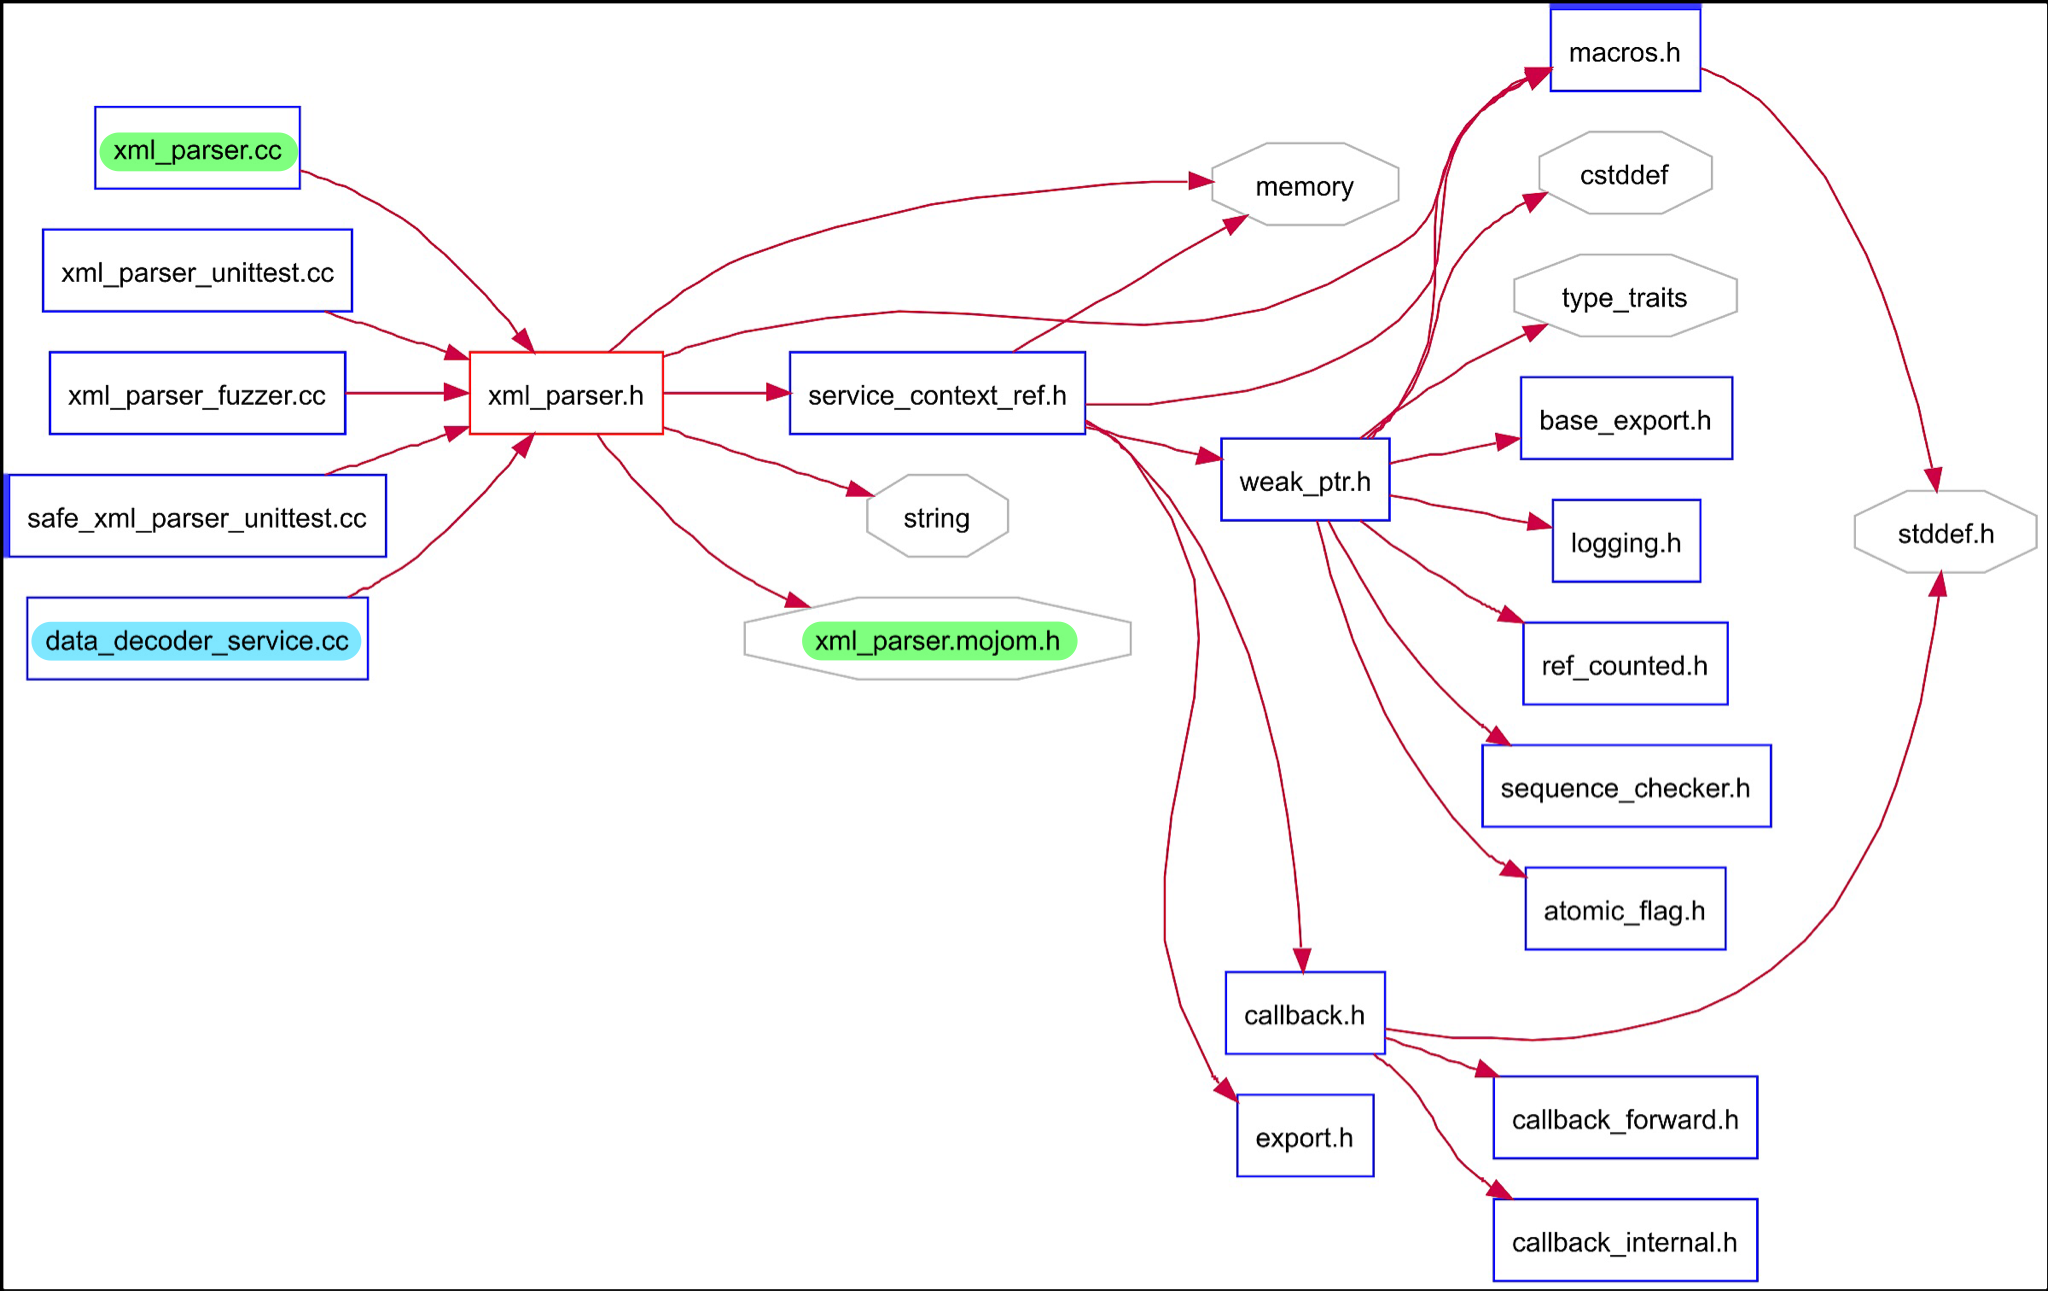 xml_parser.cc
xml_parser_unittest.cc
xml_parser_fuzzer.cc
safe_xml_parser_unittest.cc
data_decoder_service.cc
xml_parser.h
service_context_ref.h
string
xml_parser.mojom.h
memory
weak_ptr.h
callback.h
export.h
macros.h
cstddef
type_traits
base_export.h
logging.h
ref_counted.h
sequence_checker.h
atomic_flag.h
callback_forward.h
callback_internal.h
stddef.h